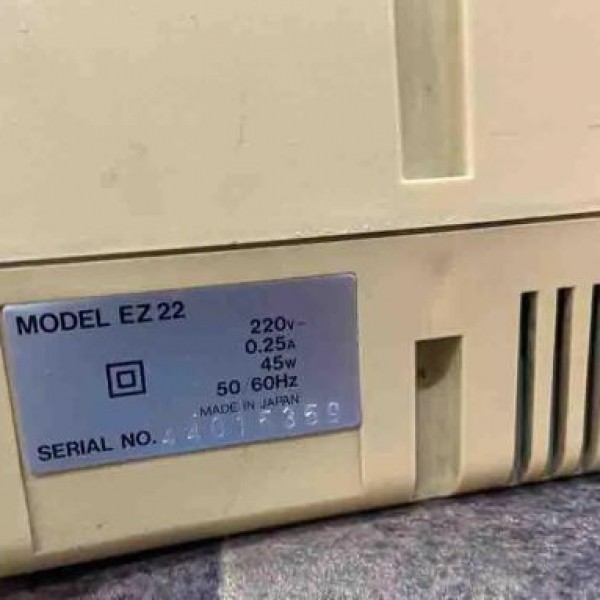 MODEL EZ 22
220V~
0.25A
45W
50/60Hz
MADE IN JAPAN
SERIAL NO.